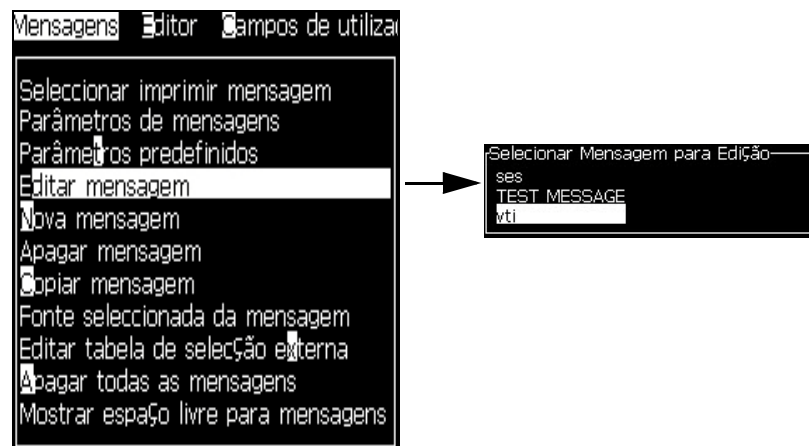 Mensagens Editor Campos de utiliza
Seleccionar imprimir mensagem
Parâmetros de mensagens
Parâmetros predefinidos
Editar mensagem
Nova mensagem
Apagar mensagem
Copiar mensagem
Fonte seleccionada da mensagem
Editar tabela de selecção externa
Apagar todas as mensagens
Mostrar espaço livre para mensagens
Selecionar Mensagem para Edição
ses
TEST MESSAGE
vti